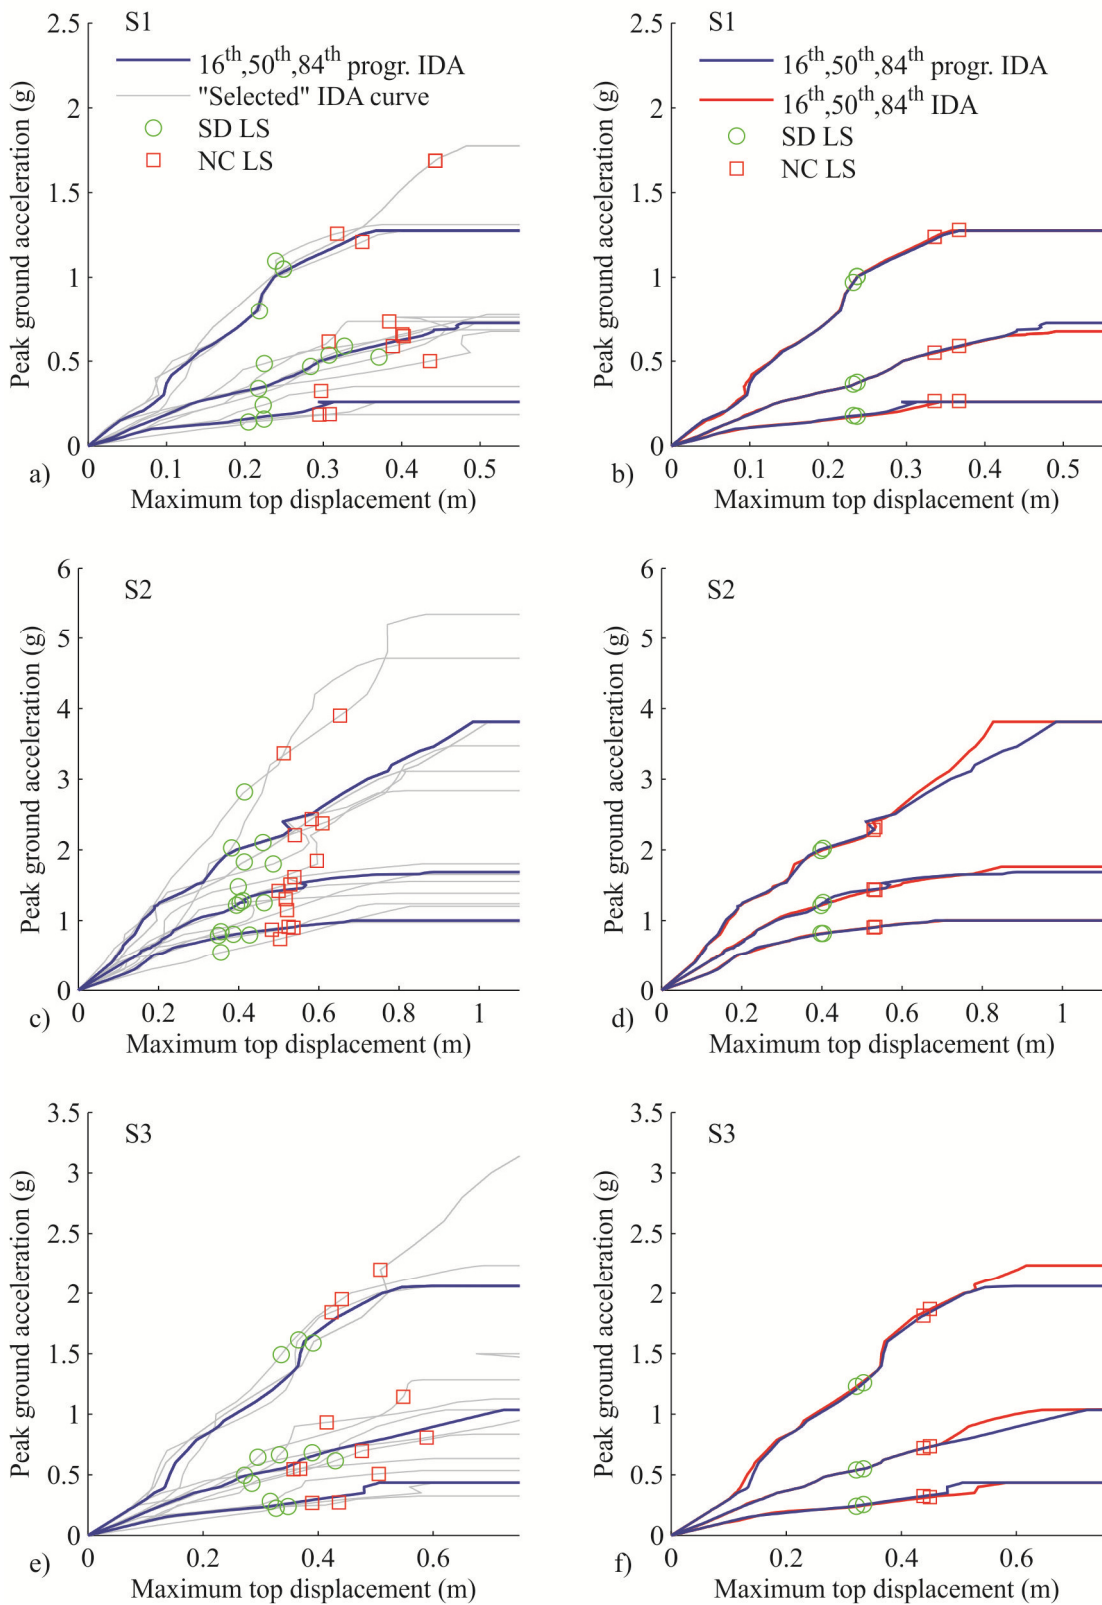 S1
16th,50th,84th progr. IDA
"Selected" IDA curve
SD LS
NC LS
Peak ground acceleration (g)
2.5
2
1.5
1
0.5
0
0 0.1 0.2 0.3 0.4 0.5
a) Maximum top displacement (m)
S1
16th,50th,84th progr. IDA
16th,50th,84th IDA
SD LS
NC LS
Peak ground acceleration (g)
2.5
2
1.5
1
0.5
0
0 0.1 0.2 0.3 0.4 0.5
b) Maximum top displacement (m)
S2
Peak ground acceleration (g)
6
5
4
3
2
1
0
0 0.2 0.4 0.6 0.8 1
c) Maximum top displacement (m)
S2
Peak ground acceleration (g)
6
5
4
3
2
1
0
0 0.2 0.4 0.6 0.8 1
d) Maximum top displacement (m)
S3
Peak ground acceleration (g)
3.5
3
2.5
2
1.5
1
0.5
0
0 0.2 0.4 0.6
e) Maximum top displacement (m)
S3
Peak ground acceleration (g)
3.5
3
2.5
2
1.5
1
0.5
0
0 0.2 0.4 0.6
f) Maximum top displacement (m)